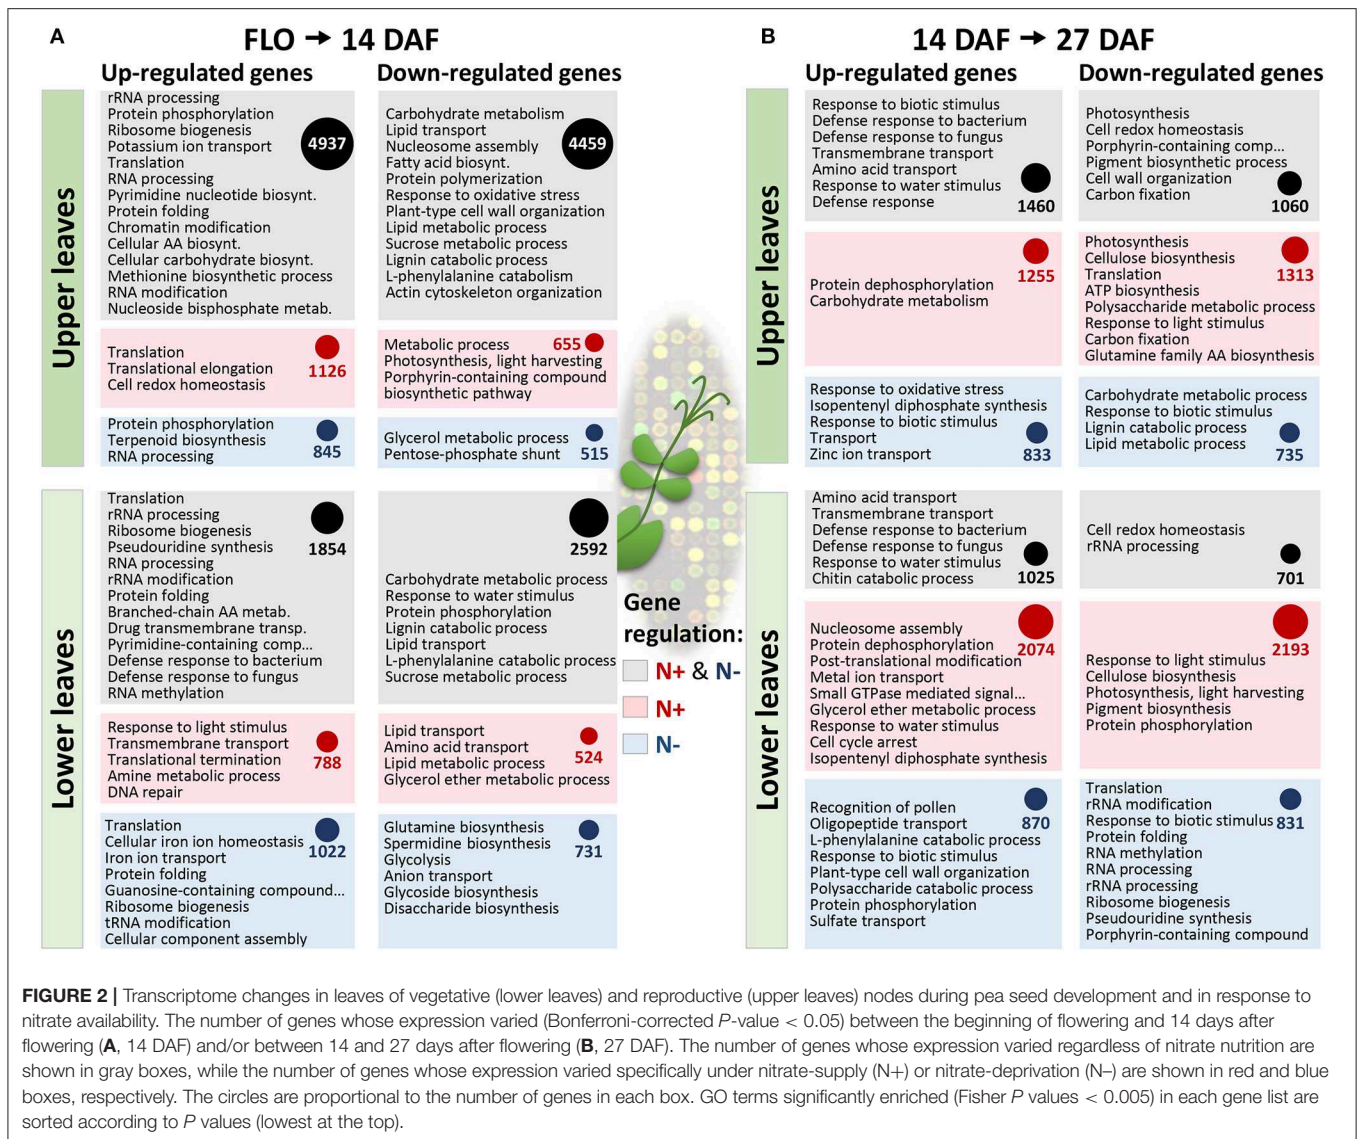 A
FLO → 14 DAF
Up-regulated genes
Down-regulated genes
Upper leaves
rRNA processing
Protein phosphorylation
Ribosome biogenesis
Potassium ion transport
Translation
RNA processing
Pyrimidine nucleotide biosynt.
Protein folding
Chromatin modification
Cellular AA biosynt.
Cellular carbohydrate biosynt.
Methionine biosynthetic process
RNA modification
Nucleoside bisphosphate metab.
4937
Carbohydrate metabolism
Lipid transport
Nucleosome assembly
Fatty acid biosynt.
Protein polymerization
Response to oxidative stress
Plant-type cell wall organization
Lipid metabolic process
Sucrose metabolic process
Lignin catabolic process
L-phenylalanine catabolism
Actin cytoskeleton organization
4459
Translation
Translational elongation
Cell redox homeostasis
1126
Metabolic process
Photosynthesis, light harvesting
Porphyrin-containing compound
biosynthetic pathway
655
Protein phosphorylation
Terpenoid biosynthesis
RNA processing
845
Glycerol metabolic process
Pentose-phosphate shunt
515
Lower leaves
Translation
rRNA processing
Ribosome biogenesis
Pseudouridine synthesis
RNA processing
rRNA modification
Protein folding
Branched-chain AA metab.
Drug transmembrane transp.
Pyrimidine-containing comp...
Defense response to bacterium
Defense response to fungus
RNA methylation
1854
2592
Carbohydrate metabolic process
Response to water stimulus
Protein phosphorylation
Lignin catabolic process
Lipid transport
L-phenylalanine catabolic process
Sucrose metabolic process
Response to light stimulus
Transmembrane transport
Translational termination
Amine metabolic process
DNA repair
788
Lipid transport
Amino acid transport
Lipid metabolic process
Glycerol ether metabolic process
524
Translation
Cellular iron ion homeostasis
Iron ion transport
Protein folding
Guanosine-containing compound...
Ribosome biogenesis
tRNA modification
Cellular component assembly
1022
Glutamine biosynthesis
Spermidine biosynthesis
Glycolysis
Anion transport
Glycoside biosynthesis
Disaccharide biosynthesis
731
Gene
regulation:
N+ & N-
N+
N-
B
14 DAF → 27 DAF
Up-regulated genes
Down-regulated genes
Upper leaves
Response to biotic stimulus
Defense response to bacterium
Defense response to fungus
Transmembrane transport
Amino acid transport
Response to water stimulus
Defense response
1460
Photosynthesis
Cell redox homeostasis
Porphyrin-containing comp...
Pigment biosynthetic process
Cell wall organization
Carbon fixation
1060
Protein dephosphorylation
Carbohydrate metabolism
1255
Photosynthesis
Cellulose biosynthesis
Translation
ATP biosynthesis
Polysaccharide metabolic process
Response to light stimulus
Carbon fixation
Glutamine family AA biosynthesis
1313
Response to oxidative stress
Isopentenyl diphosphate synthesis
Response to biotic stimulus
Transport
Zinc ion transport
833
Carbohydrate metabolic process
Response to biotic stimulus
Lignin catabolic process
Lipid metabolic process
735
Lower leaves
Amino acid transport
Transmembrane transport
Defense response to bacterium
Defense response to fungus
Response to water stimulus
Chitin catabolic process
1025
Cell redox homeostasis
rRNA processing
701
Nucleosome assembly
Protein dephosphorylation
Post-translational modification
Metal ion transport
Small GTPase mediated signal...
Glycerol ether metabolic process
Response to water stimulus
Cell cycle arrest
Isopentenyl diphosphate synthesis
2074
Response to light stimulus
Cellulose biosynthesis
Photosynthesis, light harvesting
Pigment biosynthesis
Protein phosphorylation
2193
Recognition of pollen
Oligopeptide transport
L-phenylalanine catabolic process
Response to biotic stimulus
Plant-type cell wall organization
Polysaccharide catabolic process
Protein phosphorylation
Sulfate transport
870
Translation
rRNA modification
Response to biotic stimulus
Protein folding
RNA methylation
RNA processing
rRNA processing
Ribosome biogenesis
Pseudouridine synthesis
Porphyrin-containing compound
831
FIGURE 2 | Transcriptome changes in leaves of vegetative (lower leaves) and reproductive (upper leaves) nodes during pea seed development and in response to
nitrate availability. The number of genes whose expression varied (Bonferroni-corrected P-value < 0.05) between the beginning of flowering and 14 days after
flowering (A, 14 DAF) and/or between 14 and 27 days after flowering (B, 27 DAF). The number of genes whose expression varied regardless of nitrate nutrition are
shown in gray boxes, while the number of genes whose expression varied specifically under nitrate-supply (N+) or nitrate-deprivation (N–) are shown in red and blue
boxes, respectively. The circles are proportional to the number of genes in each box. GO terms significantly enriched (Fisher P values < 0.005) in each gene list are
sorted according to P values (lowest at the top).